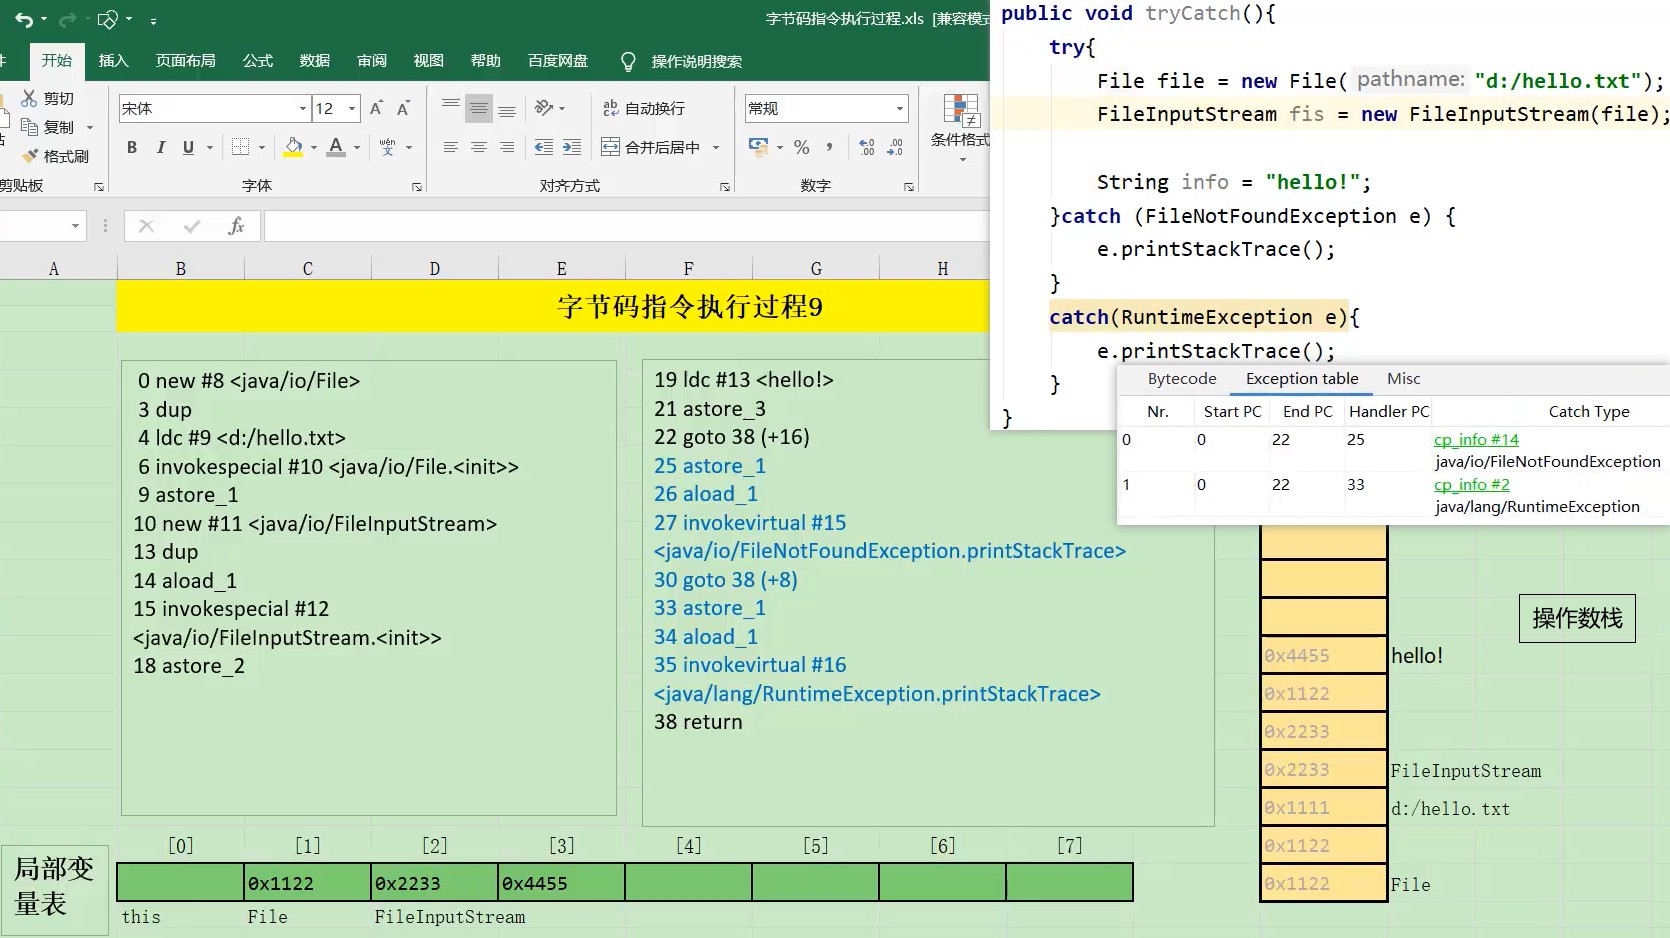 字节码指令执行过程.xls [兼容模式
开始 插入 页面布局 公式 数据 审阅 视图 帮助 百度网盘 操作说明搜索
剪切
复制
格式刷
剪贴板
宋体 12
B I U A wén 文
字体
自动换行
合并后居中
对齐方式
常规
% ,
数字
条件格式
fx
A B C D E F G H
字节码指令执行过程9
0 new #8 <java/io/File>
3 dup
4 ldc #9 <d:/hello.txt>
6 invokespecial #10 <java/io/File.<init>>
9 astore_1
10 new #11 <java/io/FileInputStream>
13 dup
14 aload_1
15 invokespecial #12
<java/io/FileInputStream.<init>>
18 astore_2
19 ldc #13 <hello!>
21 astore_3
22 goto 38 (+16)
25 astore_1
26 aload_1
27 invokevirtual #15
<java/io/FileNotFoundException.printStackTrace>
30 goto 38 (+8)
33 astore_1
34 aload_1
35 invokevirtual #16
<java/lang/RuntimeException.printStackTrace>
38 return
public void tryCatch(){
try{
File file = new File( pathname: "d:/hello.txt");
FileInputStream fis = new FileInputStream(file);
String info = "hello!";
}catch (FileNotFoundException e) {
e.printStackTrace();
}
catch(RuntimeException e){
e.printStackTrace();
}
}
Bytecode Exception table Misc
Nr. Start PC End PC Handler PC Catch Type
0 0 22 25 cp_info #14
java/io/FileNotFoundException
1 0 22 33 cp_info #2
java/lang/RuntimeException
操作数栈
0x4455 hello!
0x1122
0x2233
0x2233 FileInputStream
0x1111 d:/hello.txt
0x1122
0x1122 File
[0] [1] [2] [3] [4] [5] [6] [7]
局部变
量表
0x1122 0x2233 0x4455
this File FileInputStream